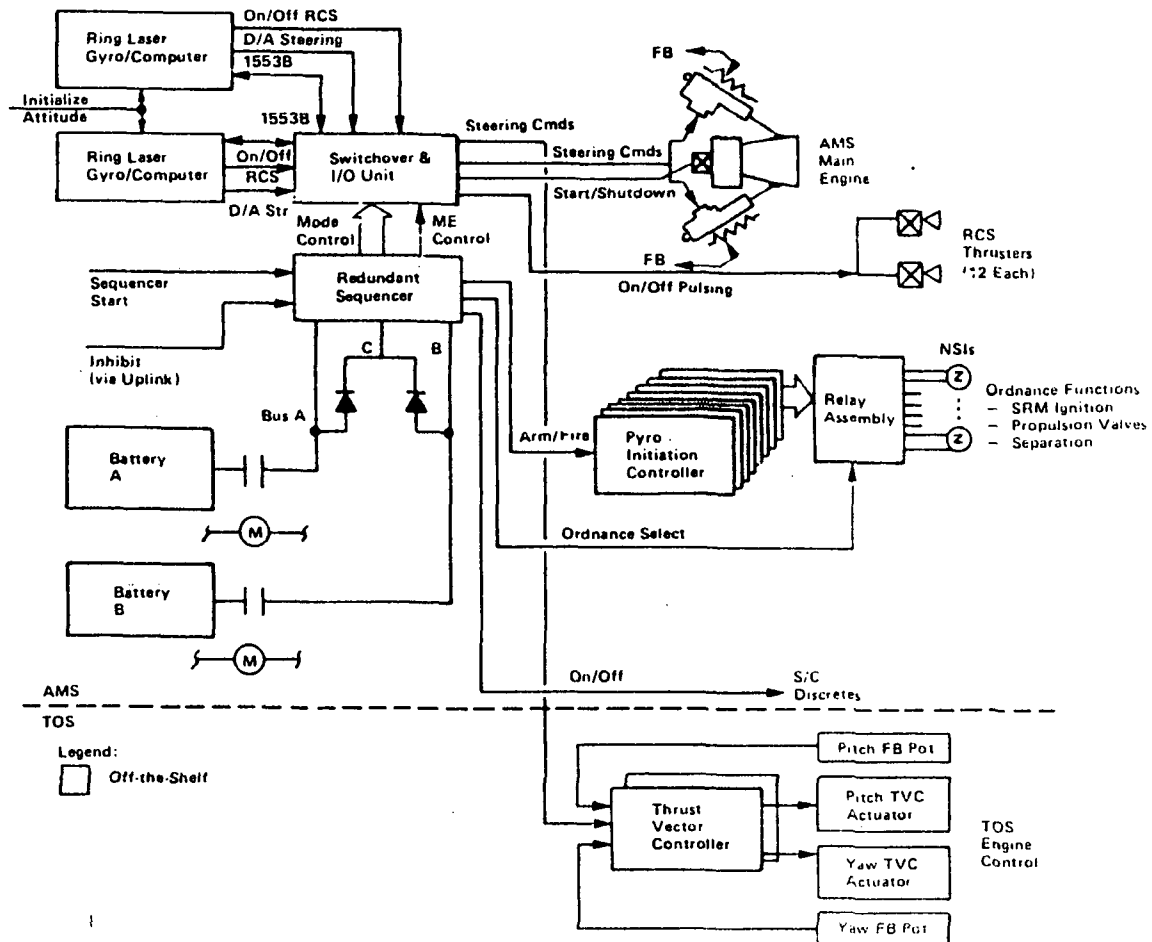 On/Off RCS
D/A Steering
1553B
Ring Laser
Gyro/Computer
Initialize
Attitude
1553B
Ring Laser
Gyro/Computer
On/Off
RCS
D/A Str
Switchover &
I/O Unit
Steering Cmds
Steering Cmds
Start/Shutdown
FB
FB
AMS
Main
Engine
RCS
Thrusters
(12 Each)
On/Off Pulsing
Mode
Control
ME
Control
Sequencer
Start
Redundant
Sequencer
Inhibit
(via Uplink)
C
B
Bus A
Battery
A
M
Battery
B
M
Arm/Fire
Pyro
Initiation
Controller
Relay
Assembly
NSIs
Z
Z
Ordnance Functions
– SRM Ignition
– Propulsion Valves
– Separation
Ordnance Select
On/Off
S/C
Discretes
AMS
TOS
Legend:
Off-the-Shelf
Thrust
Vector
Controller
Pitch FB Pot
Pitch TVC
Actuator
Yaw TVC
Actuator
Yaw FB Pot
TOS
Engine
Control